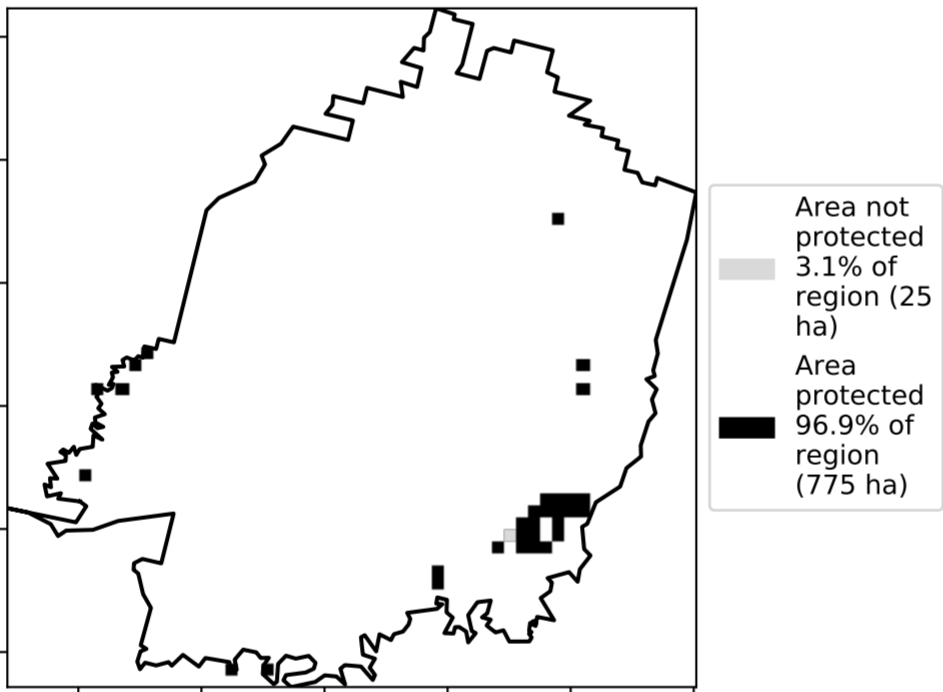 Area not
protected
3.1% of
region (25
ha)
Area
protected
96.9% of
region
(775 ha)